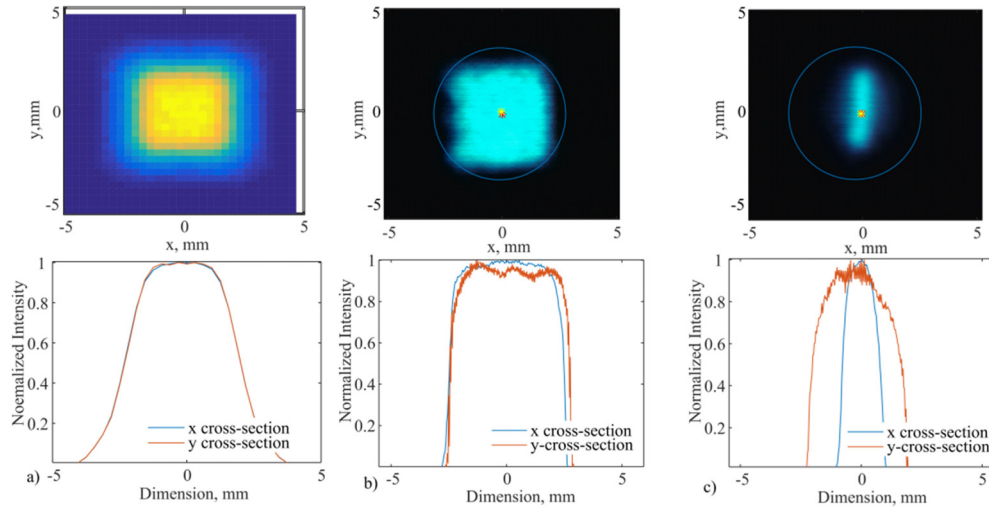 5
y,mm
0
-5
-5
0
5
x, mm
5
y,mm
0
-5
-5
0
5
x, mm
5
y,mm
0
-5
-5
0
5
x, mm
1
0.8
0.6
0.4
0.2
Noemalized Intensity
x cross-section
y cross-section
a)
-5
0
5
Dimension, mm
1
0.8
0.6
0.4
0.2
Normalized Intensity
x cross-section
y-cross-section
b)
-5
0
5
Dimension, mm
1
0.8
0.6
0.4
0.2
Normalized Intensity
x cross-section
y-cross-section
c)
-5
0
5
Dimension, mm